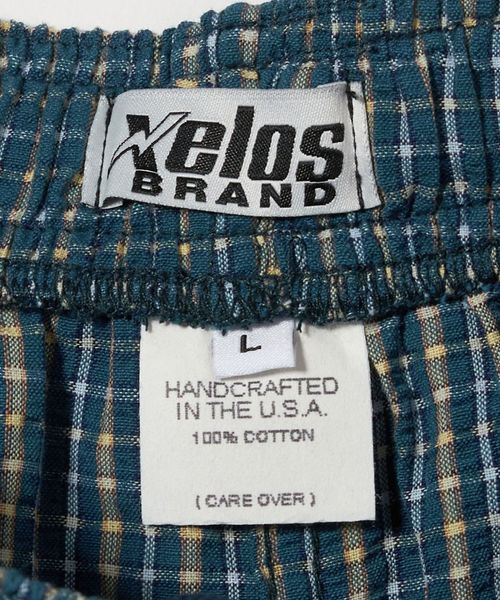 Xelos
BRAND
L
HANDCRAFTED
IN THE U.S.A.
100% COTTON
( CARE OVER )